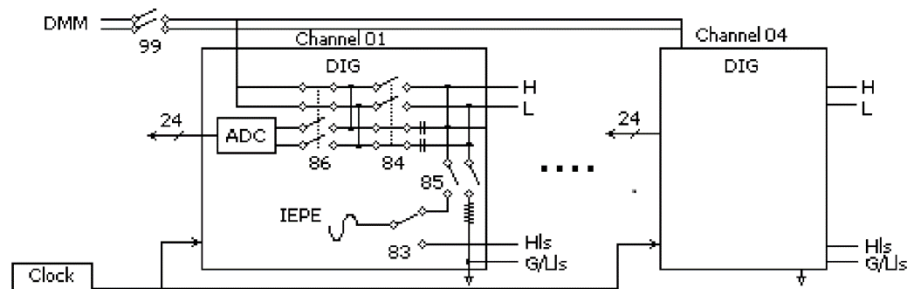 DMM
99
Channel 01
DIG
H
L
24
ADC
86
84
85
IEPE
83
Hls
G/Lls
Clock
Channel 04
DIG
H
L
24
Hls
G/Lls